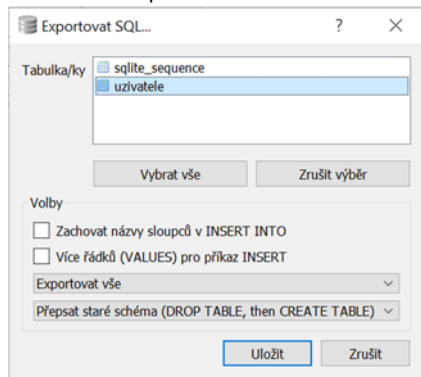 Exportovat SQL...
Tabulka/ky
sqlite_sequence
uzivatele
Vybrat vše
Zrušit výběr
Volby
Zachovat názvy sloupců v INSERT INTO
Více řádků (VALUES) pro příkaz INSERT
Exportovat vše
Přepsat staré schéma (DROP TABLE, then CREATE TABLE)
Uložit
Zrušit